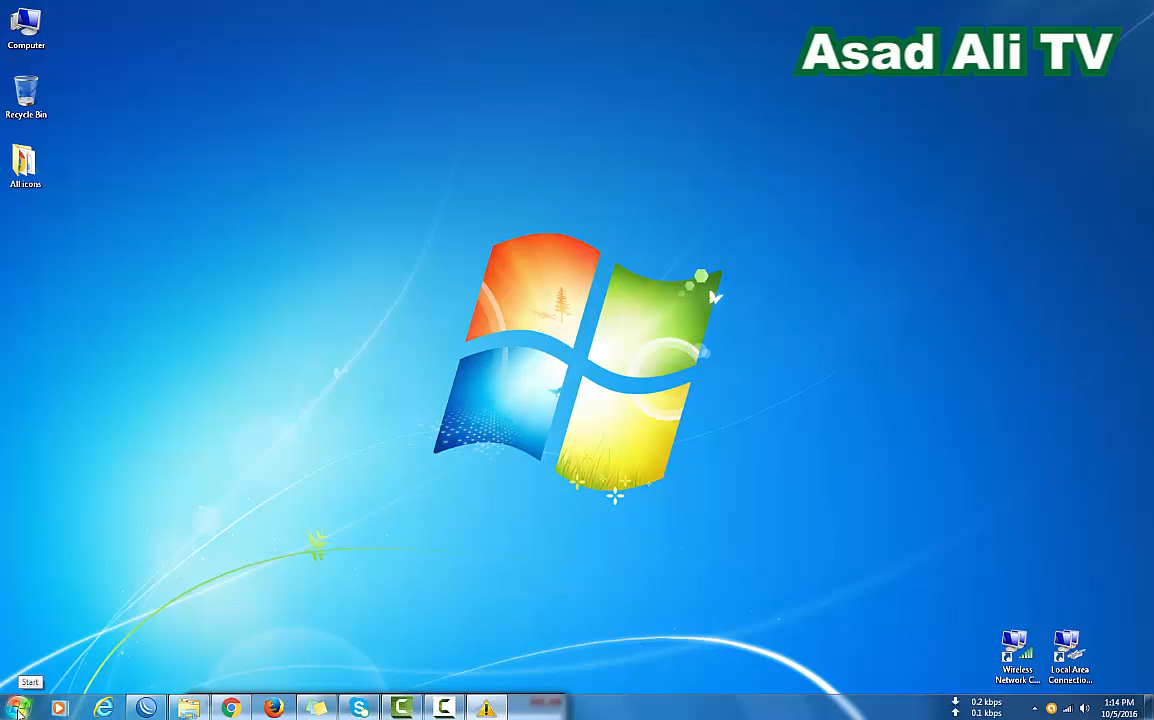 Computer
Asad Ali TV
Recycle Bin
All icons
Wireless
Network C...
Local Area
Connectio...
Start
0.2 kbps
0.1 kbps
1:14 PM
10/5/2016